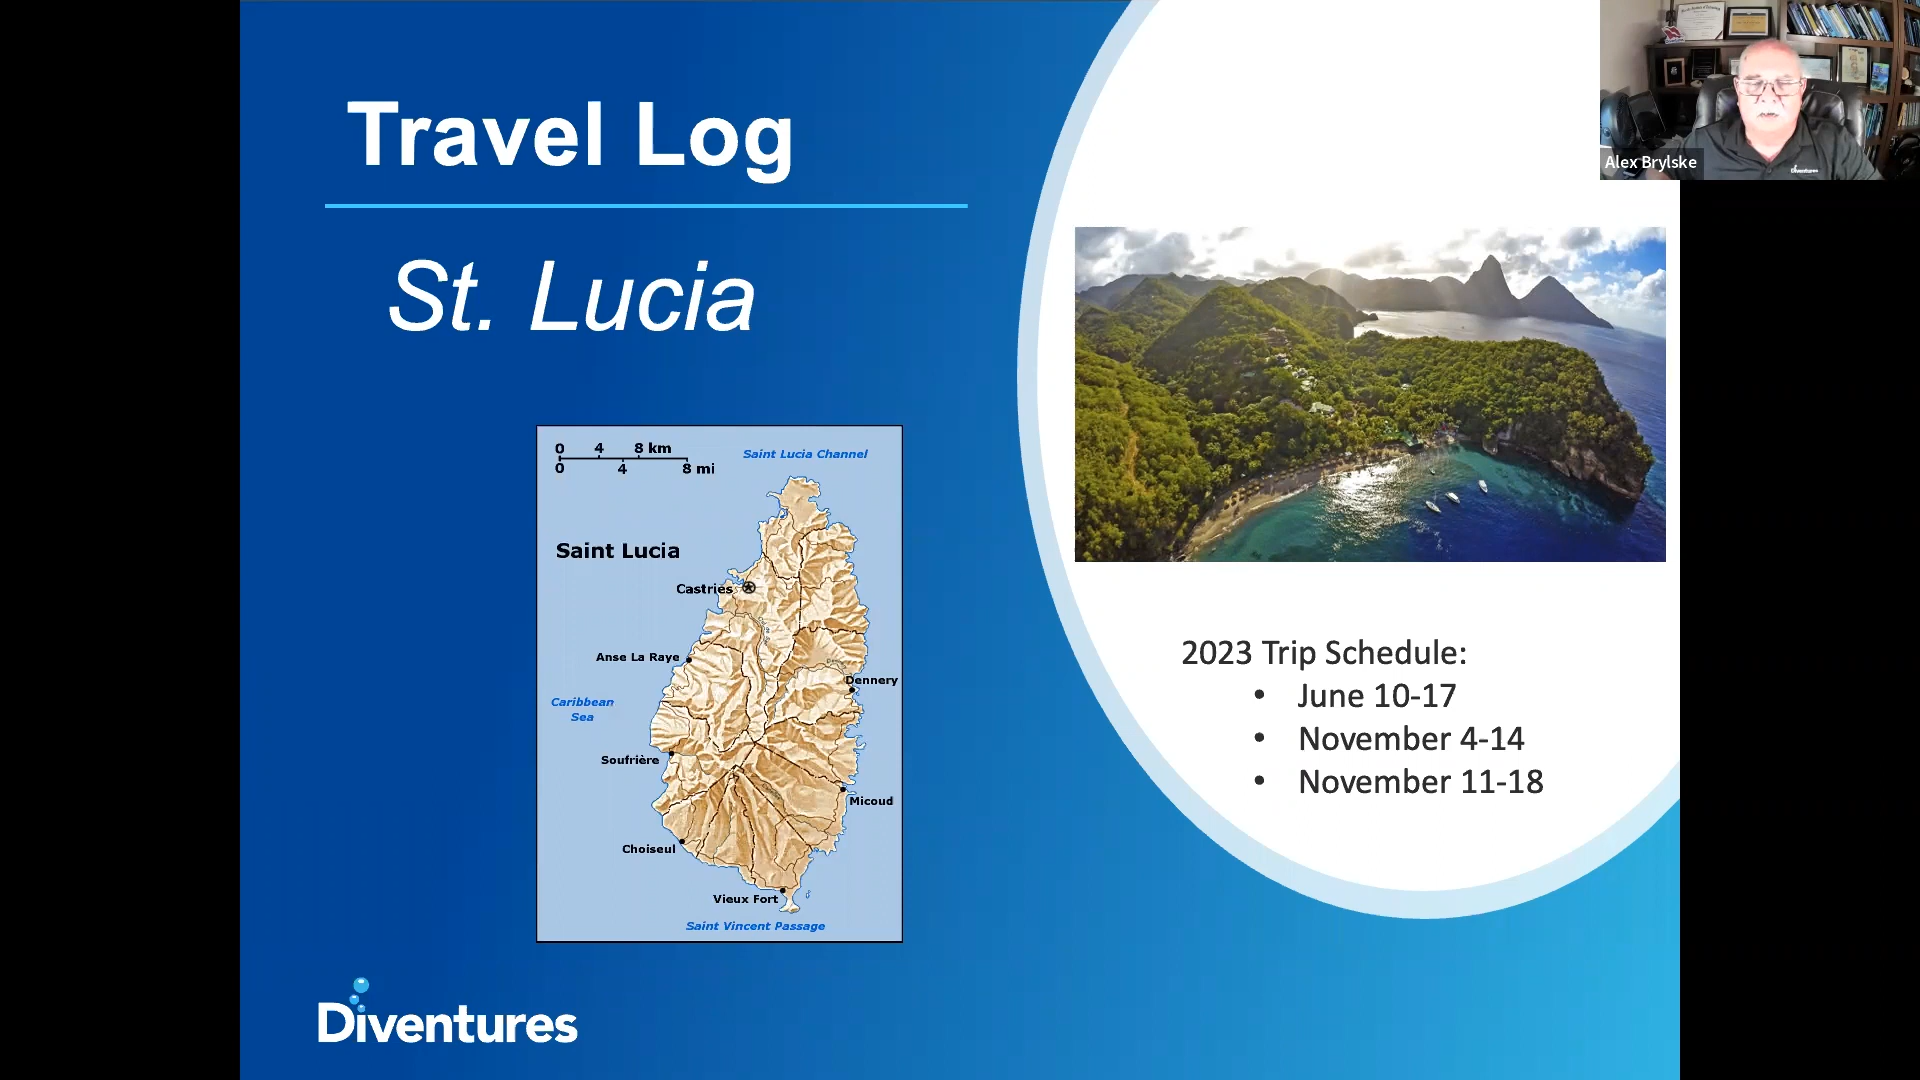 Travel Log
St. Lucia
0 4 8 km
0 4 8 mi
Saint Lucia Channel
Saint Lucia
Castries
Anse La Raye
Dennery
Caribbean
Sea
Soufrière
Micoud
Choiseul
Vieux Fort
Saint Vincent Passage
Diventures
Alex Brylske
Diventures
2023 Trip Schedule:
• June 10-17
• November 4-14
• November 11-18